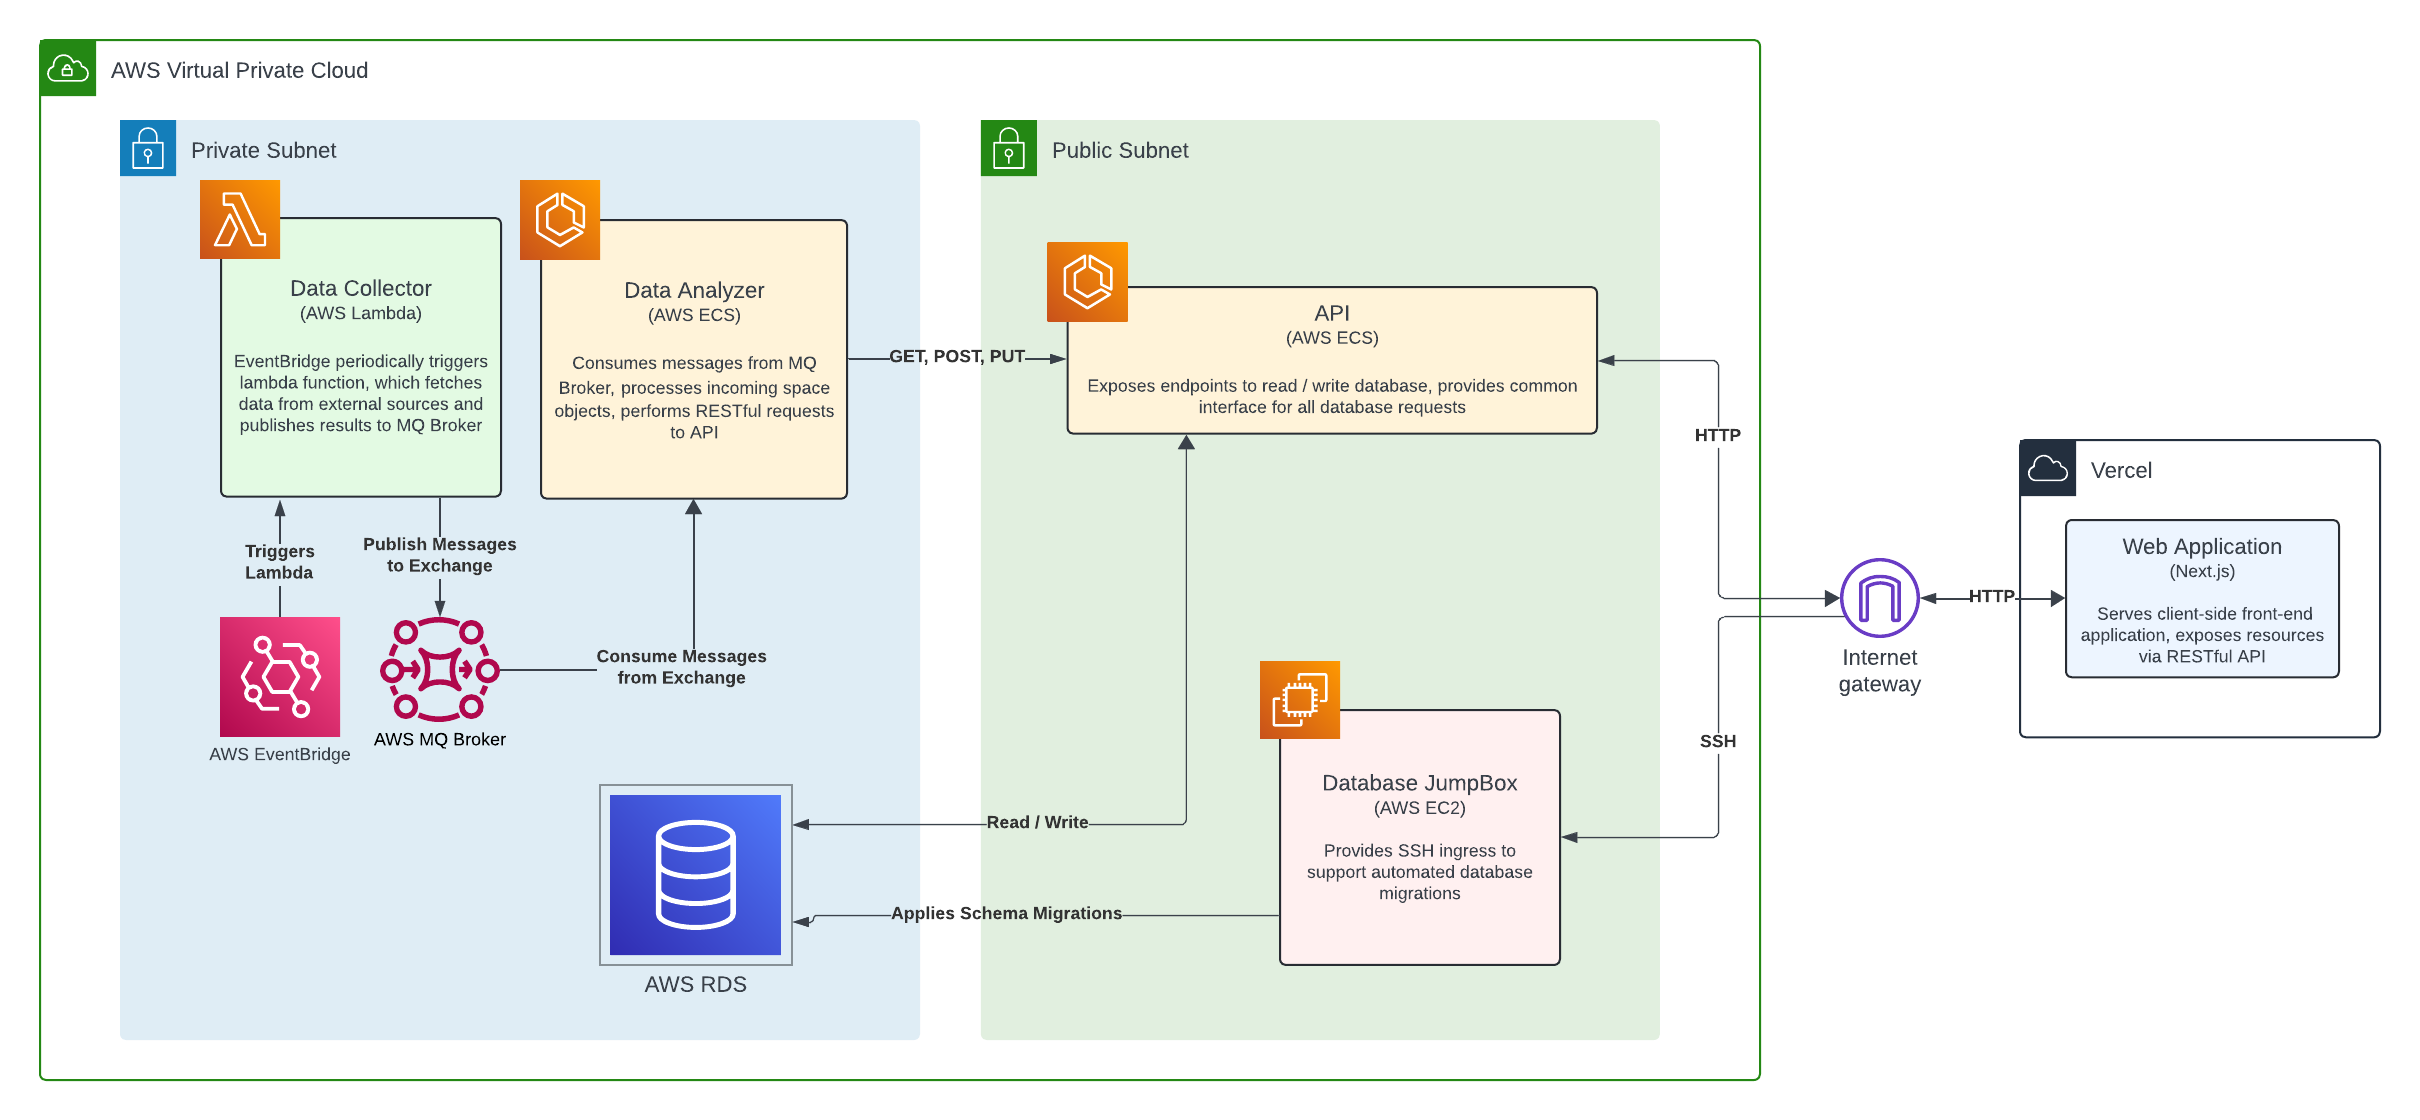 AWS Virtual Private Cloud
Private Subnet
Data Collector
(AWS Lambda)
EventBridge periodically triggers
lambda function, which fetches
data from external sources and
publishes results to MQ Broker
Data Analyzer
(AWS ECS)
Consumes messages from MQ
Broker, processes incoming space
objects, performs RESTful requests
to API
Triggers
Lambda
Publish Messages
to Exchange
Consume Messages
from Exchange
AWS EventBridge
AWS MQ Broker
AWS RDS
GET, POST, PUT
Read / Write
Applies Schema Migrations
Public Subnet
API
(AWS ECS)
Exposes endpoints to read / write database, provides common
interface for all database requests
Database JumpBox
(AWS EC2)
Provides SSH ingress to
support automated database
migrations
HTTP
SSH
Internet
gateway
HTTP
Vercel
Web Application
(Next.js)
Serves client-side front-end
application, exposes resources
via RESTful API